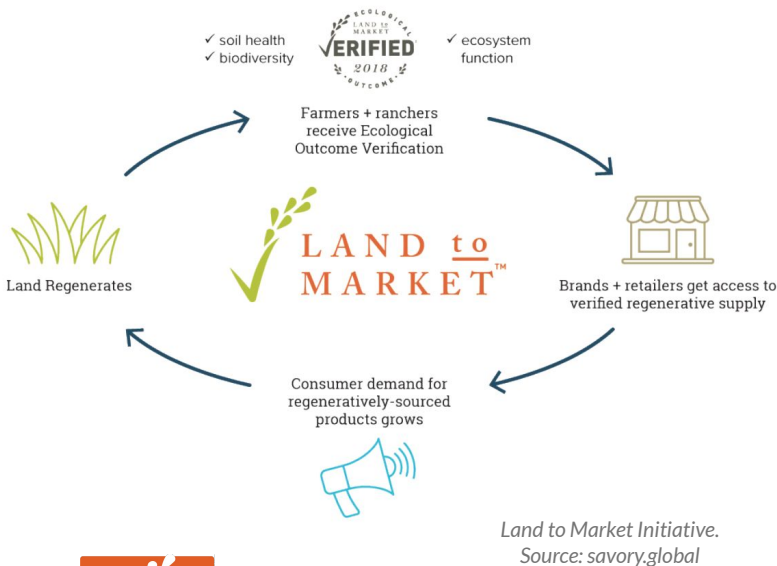 ✓ soil health
✓ biodiversity
ECOLOGICAL
LAND to
MARKET
VERIFIED
2018
OUTCOME
✓ ecosystem
function
Farmers + ranchers
receive Ecological
Outcome Verification
Land Regenerates
LAND to
MARKET™
Brands + retailers get access to
verified regenerative supply
Consumer demand for
regeneratively-sourced
products grows
Land to Market Initiative.
Source: savory.global